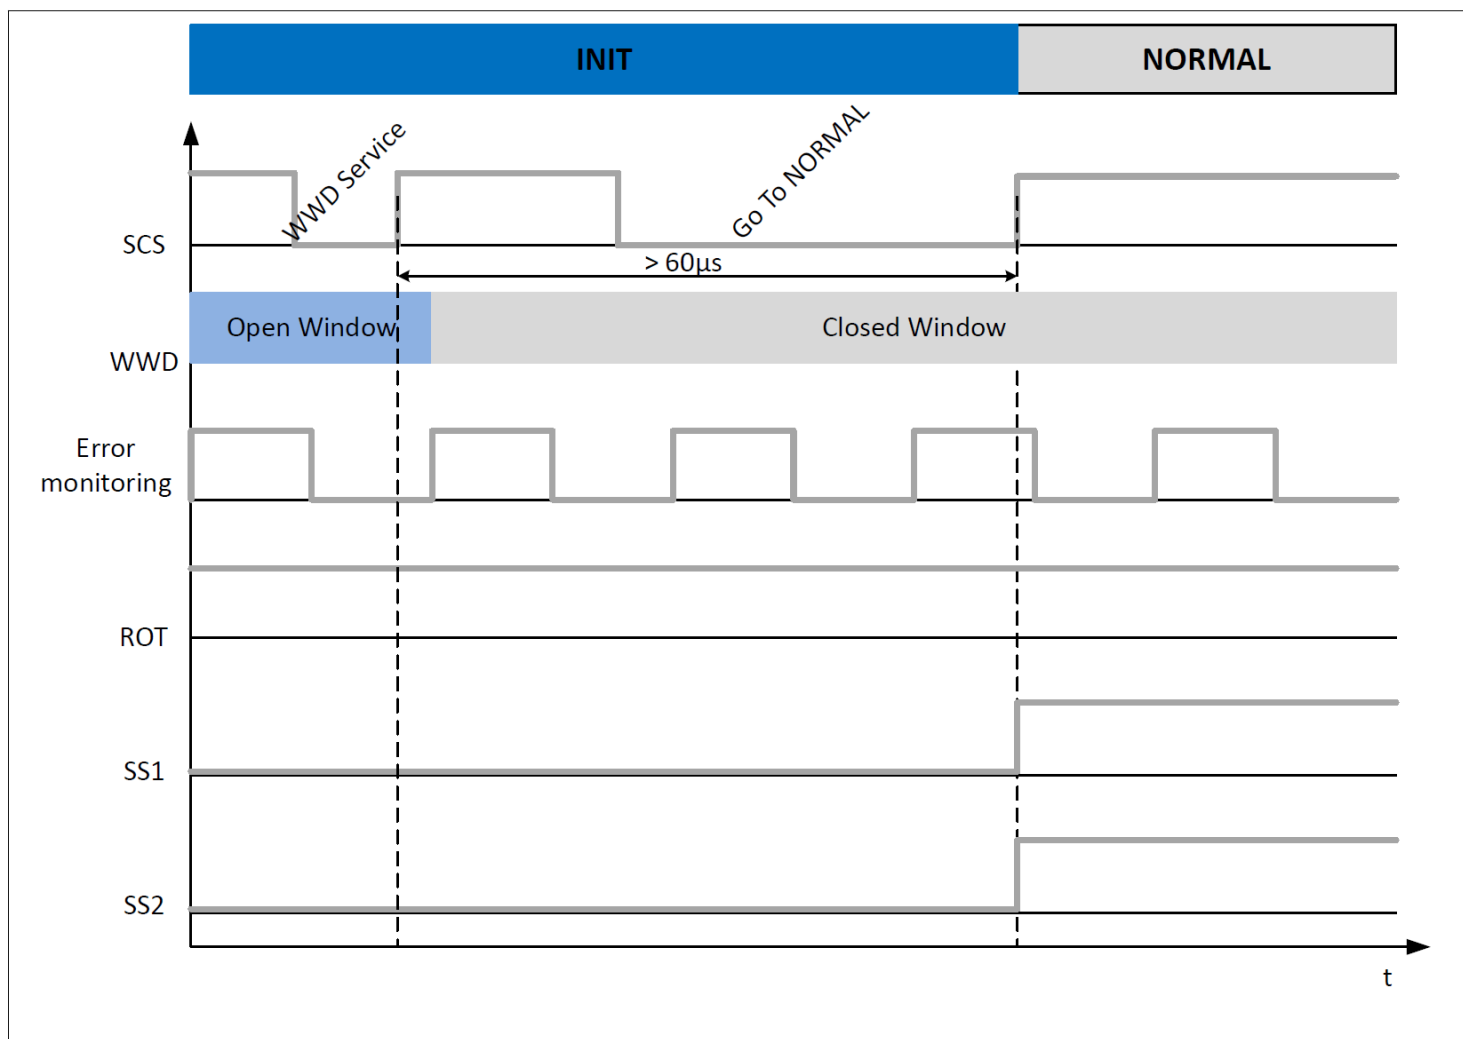 INIT
NORMAL
WWD Service
Go To NORMAL
SCS
> 60µs
Open Window
Closed Window
WWD
Error
monitoring
ROT
SS1
SS2
t